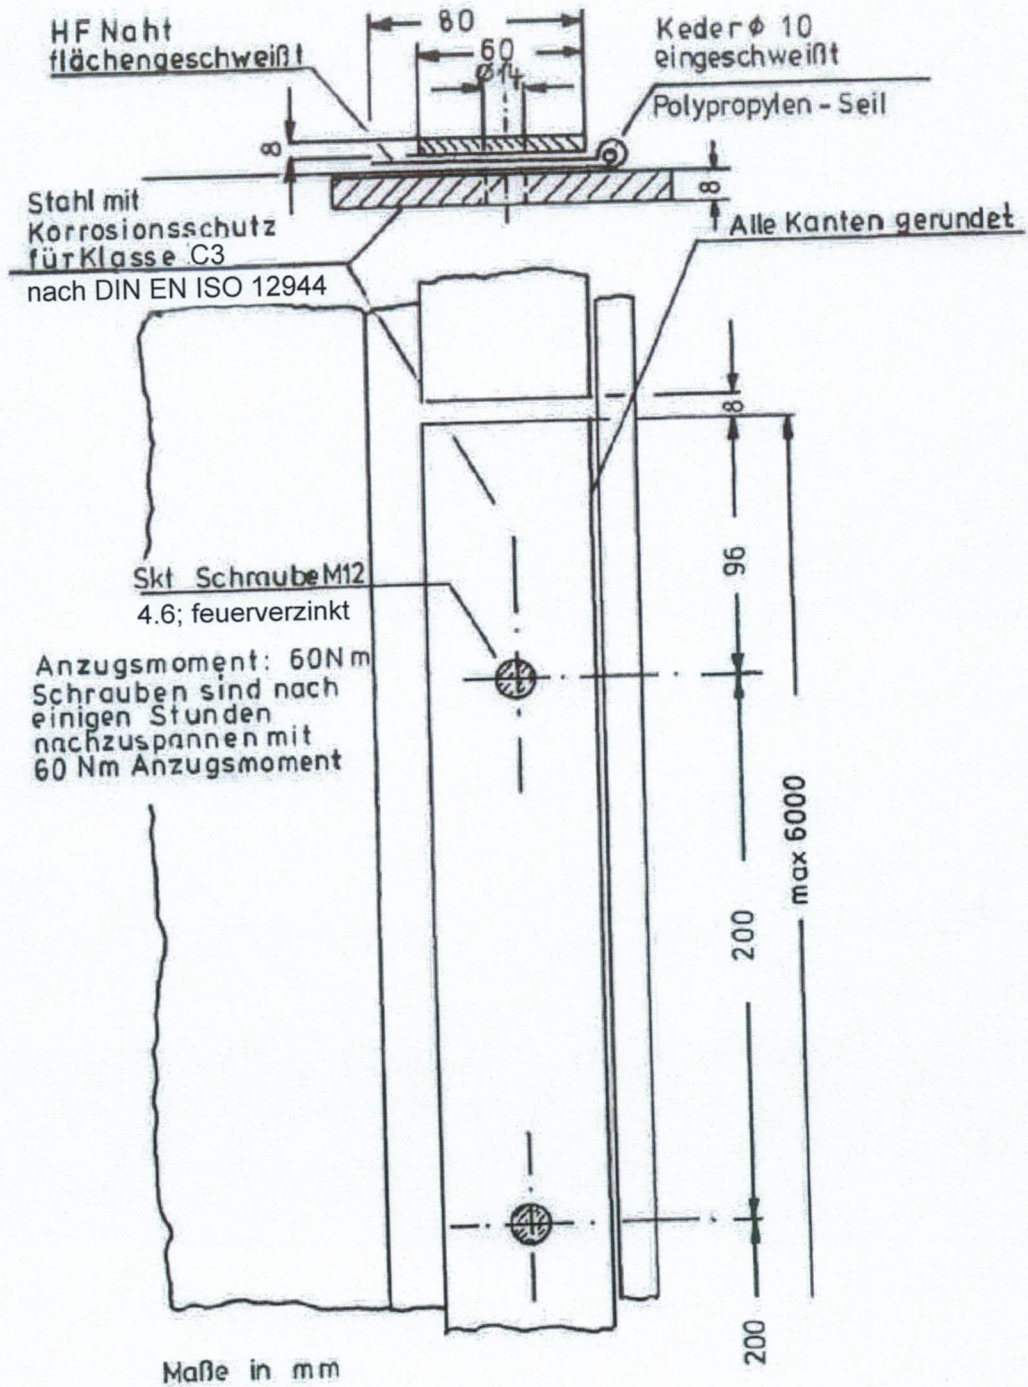 80
HF Naht
flächengeschweißt
60
Ø14
Keder ϕ 10
eingeschweißt
Polypropylen - Seil
8
8
Stahl mit
Korrosionsschutz
für Klasse C3
nach DIN EN ISO 12944
Alle Kanten gerundet
8
96
Skt Schraube M12
4.6; feuerverzinkt
Anzugsmoment: 60Nm
Schrauben sind nach
einigen Stunden
nachzuspannen mit
60 Nm Anzugsmoment
max 6000
200
200
Maße in mm